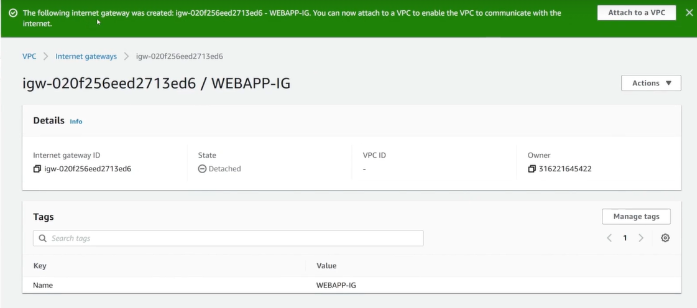 The following internet gateway was created: igw-020f256eed2713ed6 - WEBAPP-IG. You can now attach to a VPC to enable the VPC to communicate with the
internet.
Attach to a VPC
VPC > Internet gateways > igw-020f256eed2713ed6
igw-020f256eed2713ed6 / WEBAPP-IG
Actions
Details Info
Internet gateway ID State VPC ID Owner
igw-020f256eed2713ed6 Detached - 316221645422
Tags
Manage tags
Search tags
1
Key Value
Name WEBAPP-IG